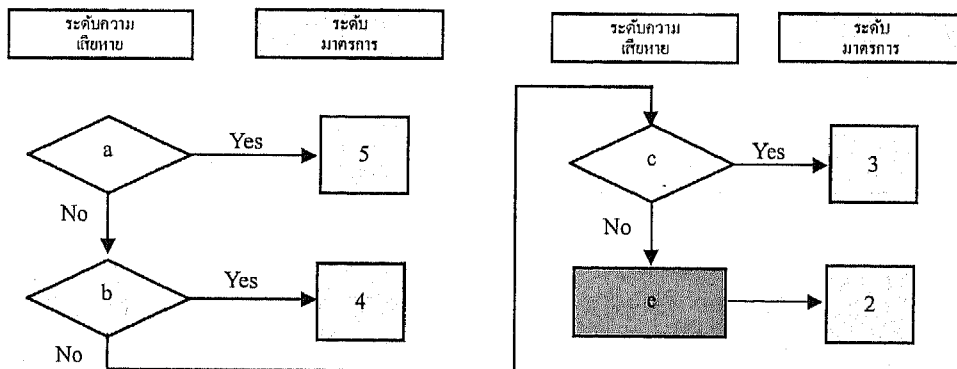 ระดับความ
เสียหาย
ระดับ
มาตรการ
a
Yes
5
No
b
Yes
4
No
ระดับความ
เสียหาย
ระดับ
มาตรการ
c
Yes
3
No
e
2